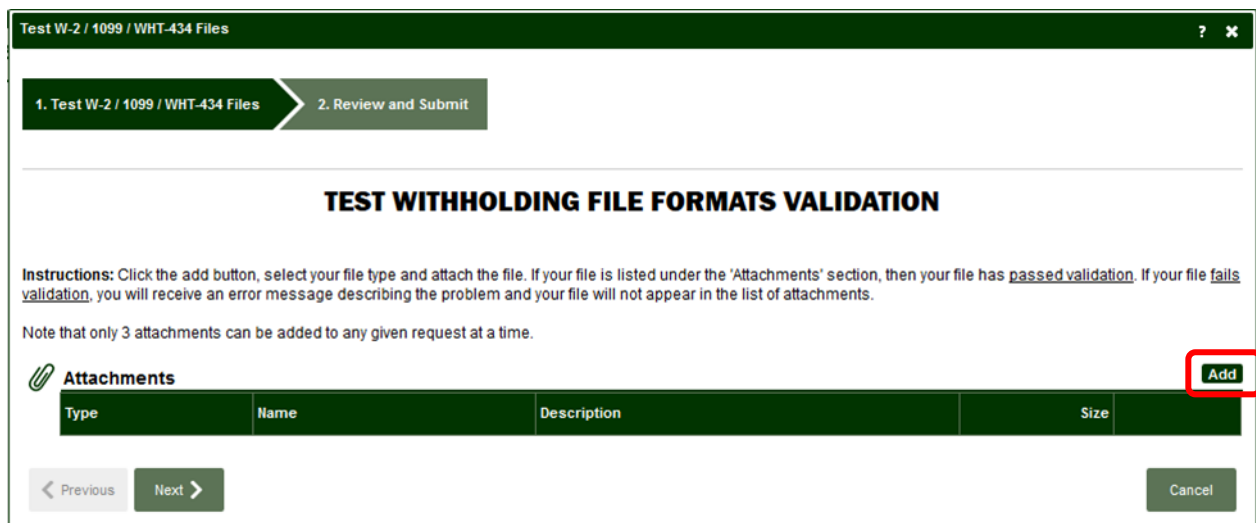 Test W-2 / 1099 / WHT-434 Files ?
1. Test W-2 / 1099 / WHT-434 Files 2. Review and Submit
TEST WITHHOLDING FILE FORMATS VALIDATION
Instructions: Click the add button, select your file type and attach the file. If your file is listed under the 'Attachments' section, then your file has passed validation. If your file fails
validation, you will receive an error message describing the problem and your file will not appear in the list of attachments.
Note that only 3 attachments can be added to any given request at a time.
Attachments Add
Type Name Description Size
Previous Next Cancel